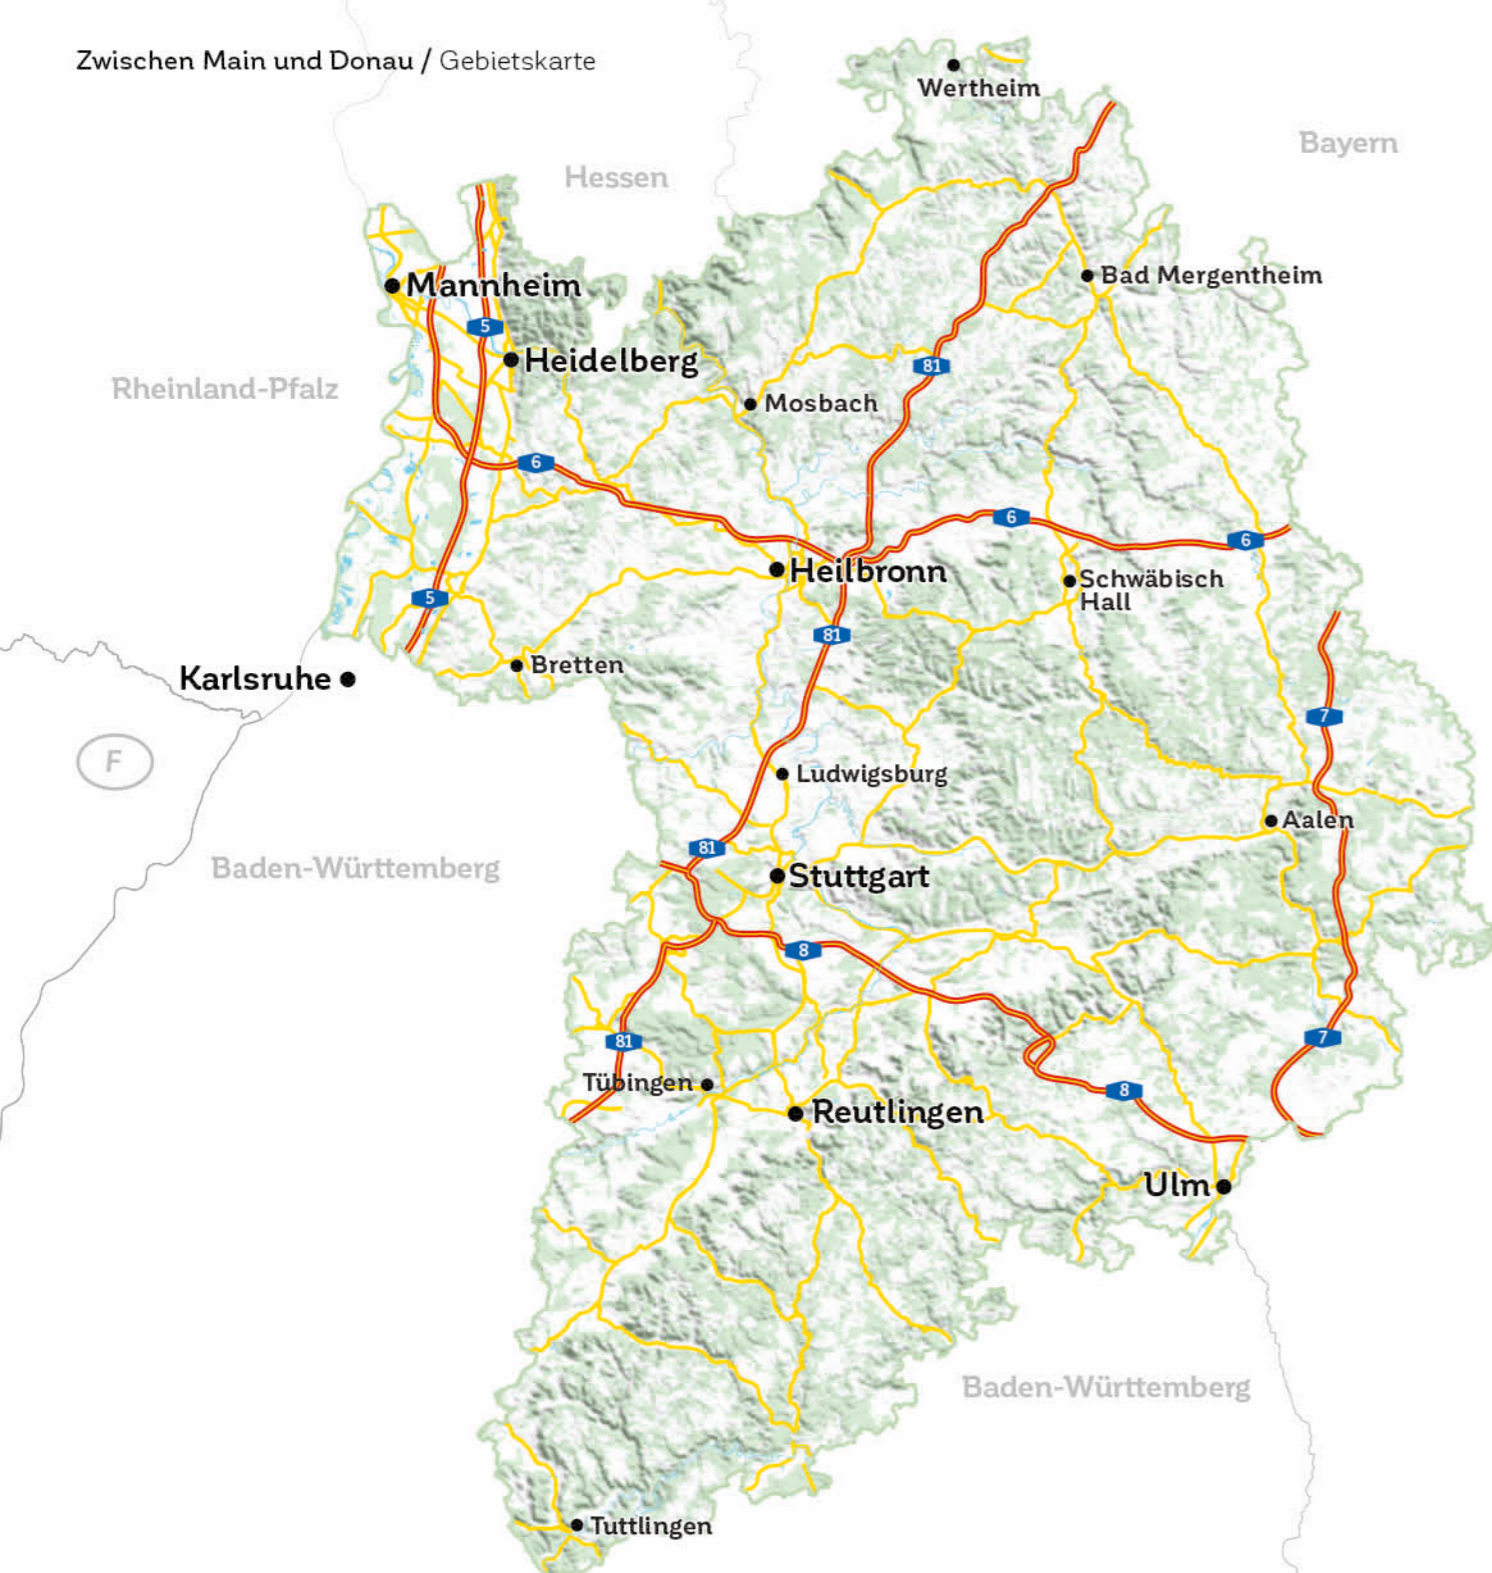 Zwischen Main und Donau / Gebietskarte
Wertheim
Bayern
Hessen
Bad Mergentheim
Mannheim
5
Heidelberg
81
Rheinland-Pfalz
Mosbach
6
6
6
Heilbronn
Schwäbisch
Hall
5
81
Bretten
Karlsruhe
7
F
Ludwigsburg
Aalen
81
Baden-Württemberg
Stuttgart
8
81
7
Tübingen
8
Reutlingen
Ulm
Baden-Württemberg
Tuttlingen